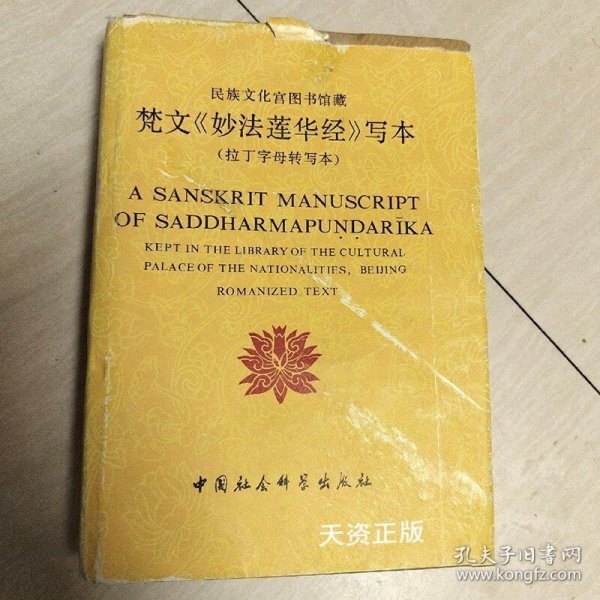 民族文化宫图书馆藏
梵文《妙法莲华经》写本
（拉丁字母转写本）
A SANSKRIT MANUSCRIPT
OF SADDHARMAPUṆḌARĪKA
KEPT IN THE LIBRARY OF THE CULTURAL
PALACE OF THE NATIONALITIES, BEIJING
ROMANIZED TEXT
中国社会科学出版社
天资正版
孔夫子旧书网
www.kongfz.com